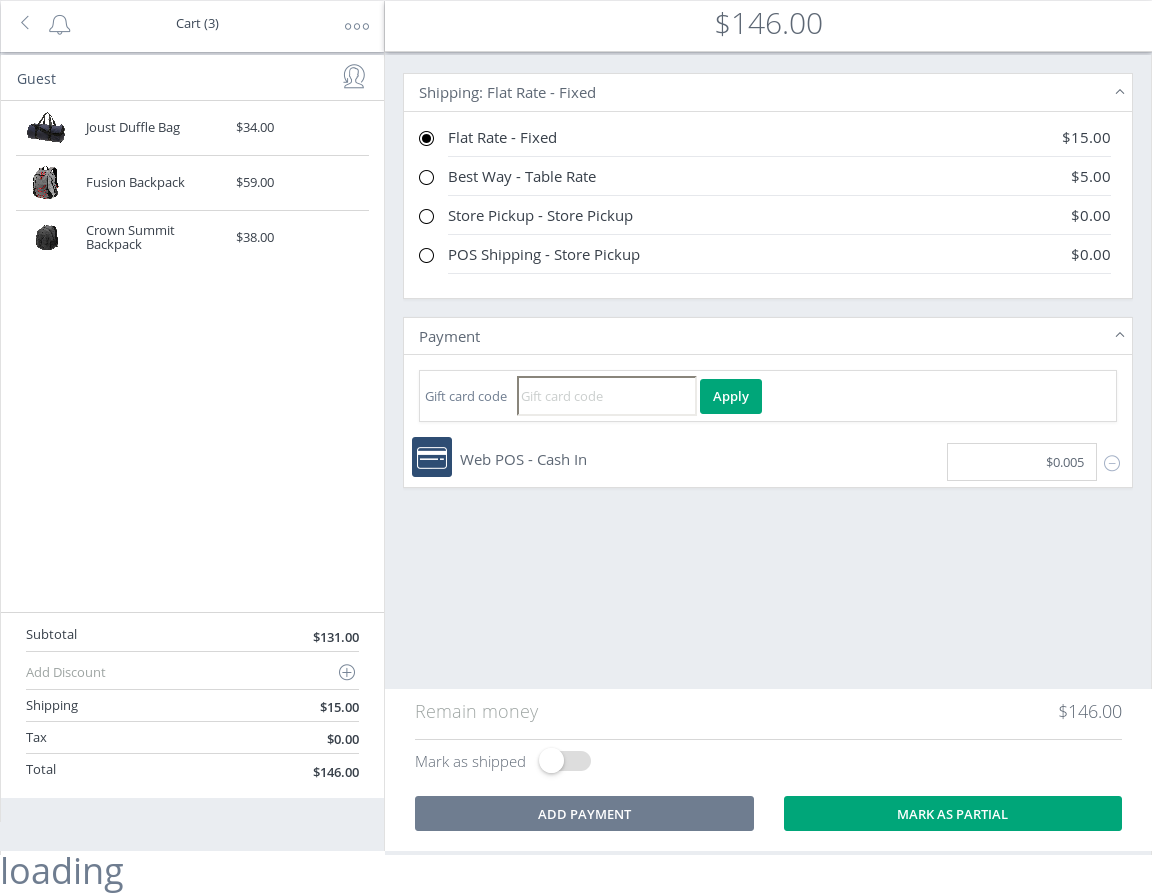 Cart (3)
$146.00
Guest
Joust Duffle Bag $34.00
Fusion Backpack $59.00
Crown Summit
Backpack
$38.00
Subtotal $131.00
Add Discount
Shipping $15.00
Tax $0.00
Total $146.00
Shipping: Flat Rate - Fixed
Flat Rate - Fixed $15.00
Best Way - Table Rate $5.00
Store Pickup - Store Pickup $0.00
POS Shipping - Store Pickup $0.00
Payment
Gift card code Gift card code Apply
Web POS - Cash In $0.005
Remain money $146.00
Mark as shipped
ADD PAYMENT MARK AS PARTIAL
loading